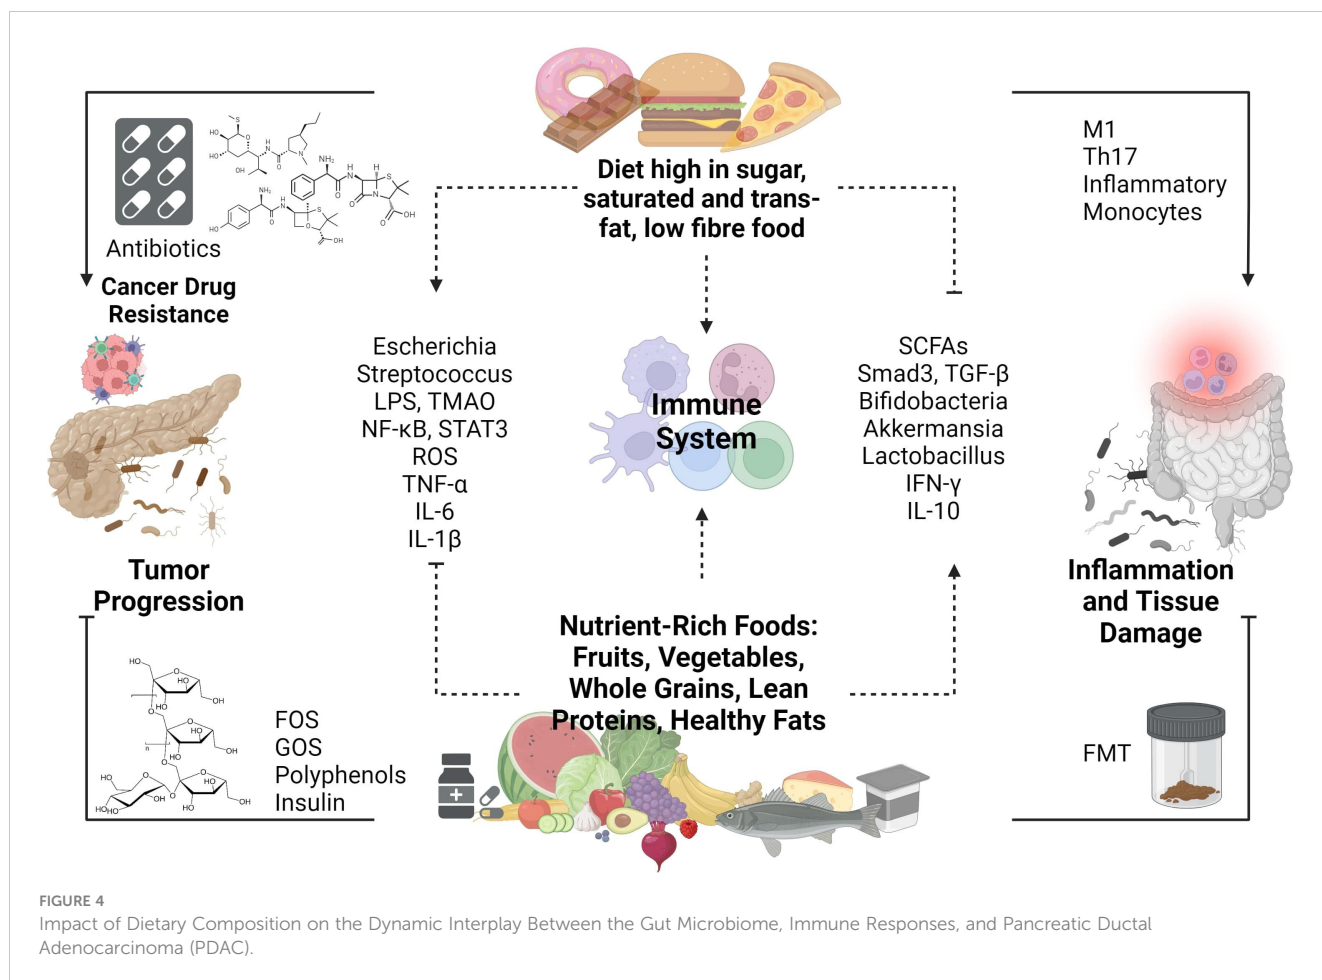 Diet high in sugar,
saturated and trans-
fat, low fibre food
Antibiotics
Cancer Drug
Resistance
M1
Th17
Inflammatory
Monocytes
Escherichia
Streptococcus
LPS, TMAO
NF-κB, STAT3
ROS
TNF-α
IL-6
IL-1β
Immune
System
SCFAs
Smad3, TGF-β
Bifidobacteria
Akkermansia
Lactobacillus
IFN-γ
IL-10
Tumor
Progression
Inflammation
and Tissue
Damage
Nutrient-Rich Foods:
Fruits, Vegetables,
Whole Grains, Lean
Proteins, Healthy Fats
FOS
GOS
Polyphenols
Insulin
FMT
FIGURE 4
Impact of Dietary Composition on the Dynamic Interplay Between the Gut Microbiome, Immune Responses, and Pancreatic Ductal
Adenocarcinoma (PDAC).